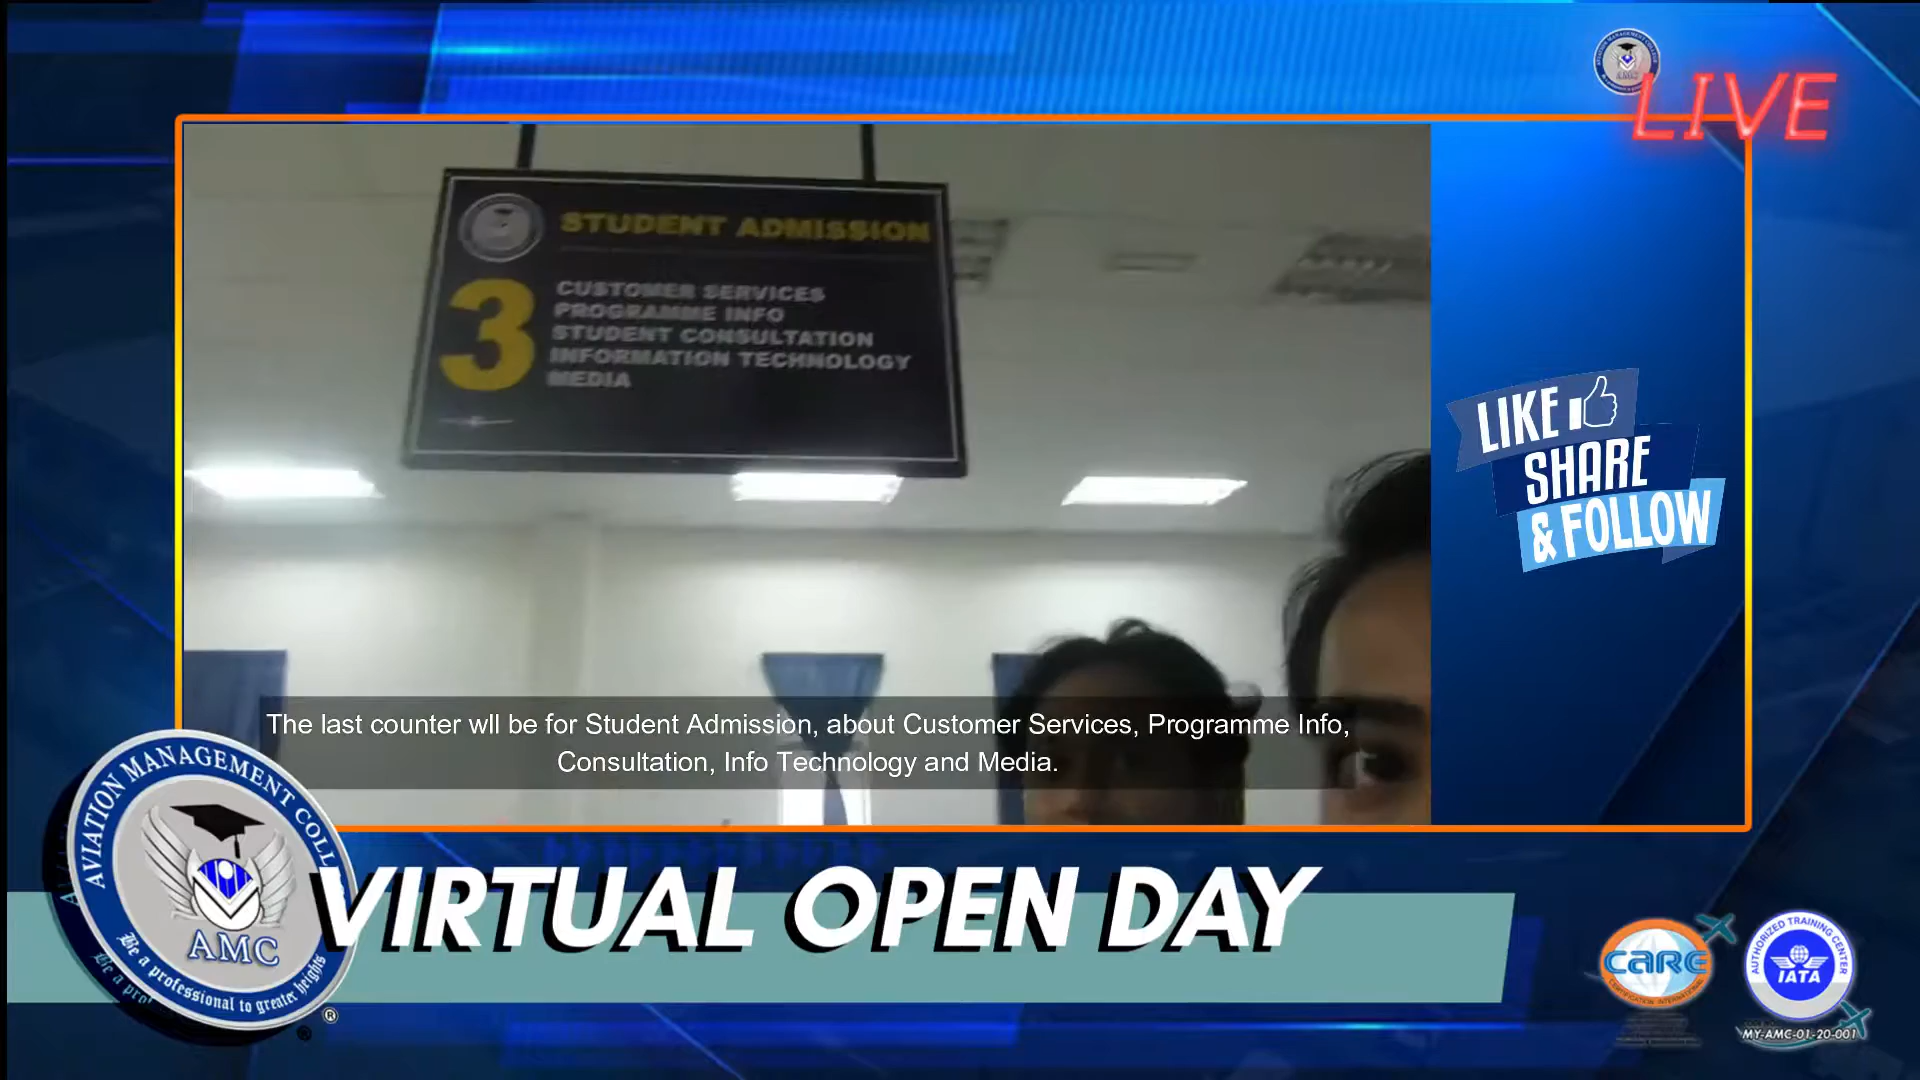 LIVE
STUDENT ADMISSION
3
CUSTOMER SERVICES
PROGRAMME INFO
STUDENT CONSULTATION
INFORMATION TECHNOLOGY
MEDIA
LIKE
SHARE
& FOLLOW
The last counter wll be for Student Admission, about Customer Services, Programme Info,
Consultation, Info Technology and Media.
AVIATION MANAGEMENT COLL
AMC
Be a professional to greater heights
®
VIRTUAL OPEN DAY
CARE
CERTIFICATION INTERNATIONAL
AUTHORIZED TRAINING CENTER
IATA
MY-AMC-01-20-001